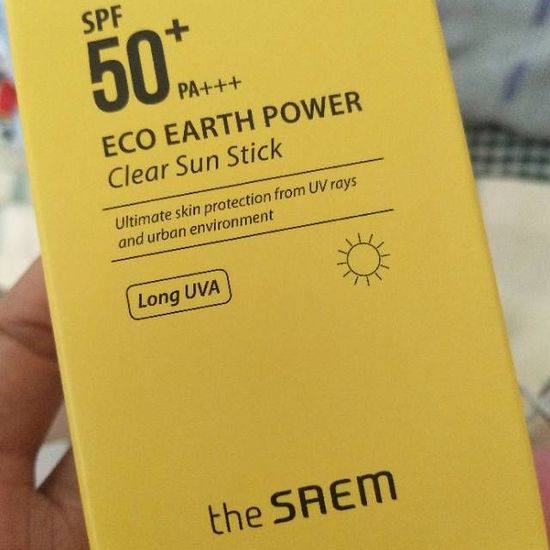 SPF
50+ PA+++
ECO EARTH POWER
Clear Sun Stick
Ultimate skin protection from UV rays
and urban environment
Long UVA
the SAEM